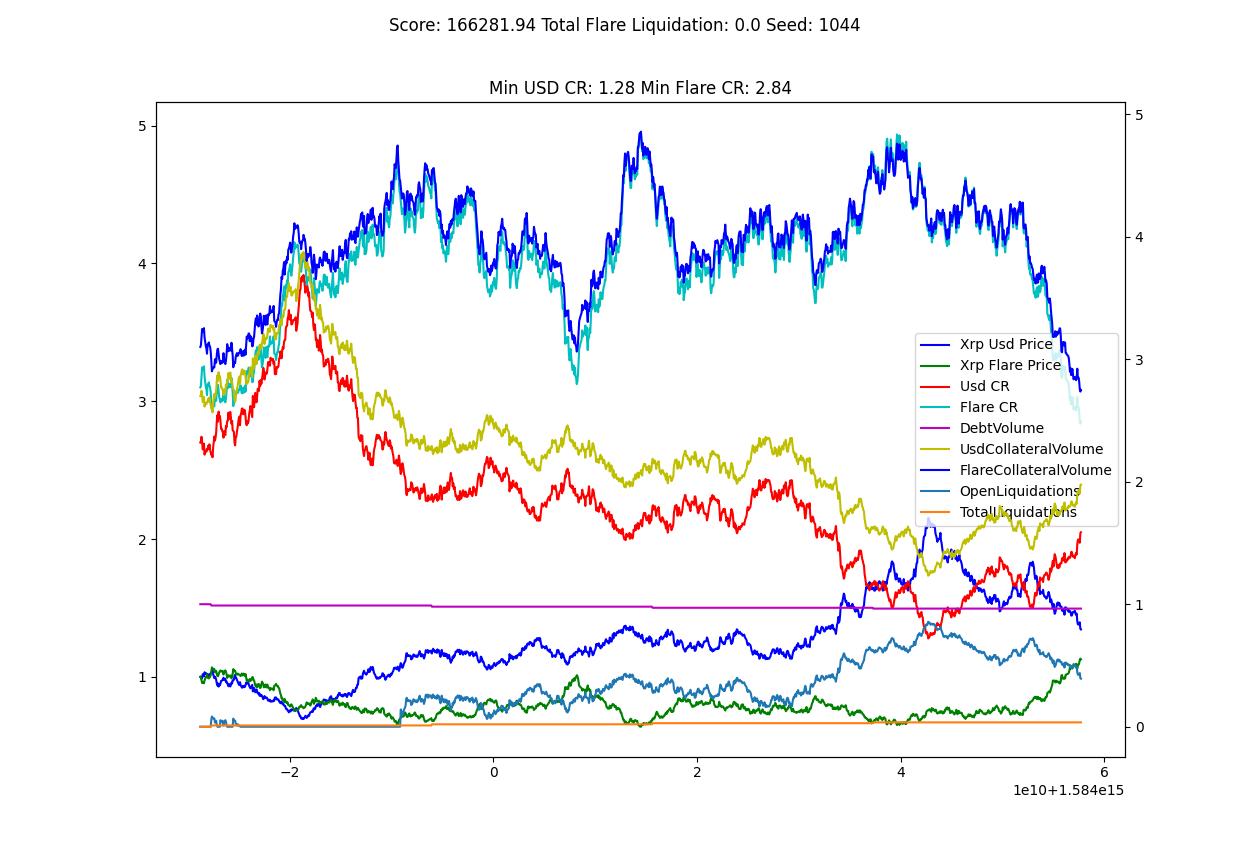 Score: 166281.94 Total Flare Liquidation: 0.0 Seed: 1044
Min USD CR: 1.28 Min Flare CR: 2.84
5
4
3
2
1
5
4
3
2
1
0
Xrp Usd Price
Xrp Flare Price
Usd CR
Flare CR
DebtVolume
UsdCollateralVolume
FlareCollateralVolume
OpenLiquidations
TotalLiquidations
−2
0
2
4
6
1e10+1.584e15